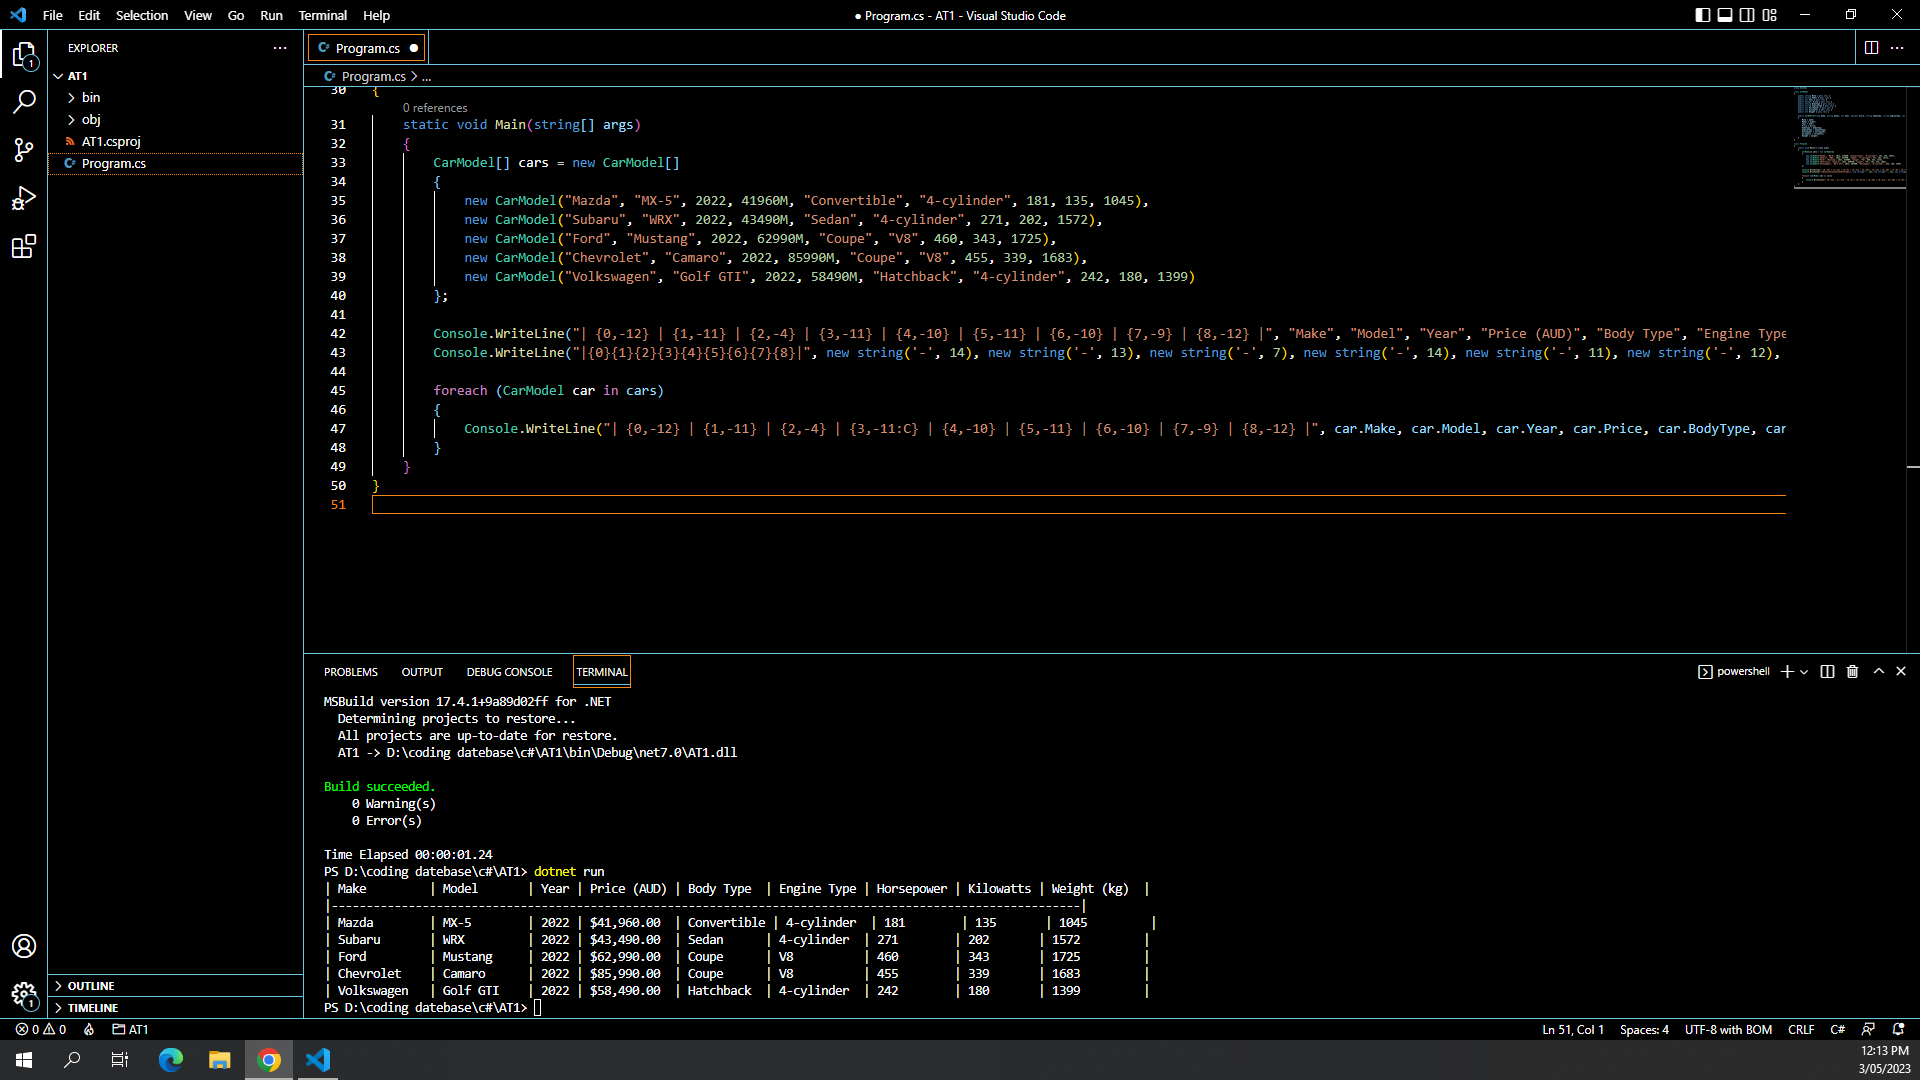 File Edit Selection View Go Run Terminal Help
● Program.cs - AT1 - Visual Studio Code
EXPLORER
AT1
bin
obj
AT1.csproj
Program.cs
OUTLINE
TIMELINE
Program.cs
Program.cs > ...
30 {
0 references
31 static void Main(string[] args)
32 {
33 CarModel[] cars = new CarModel[]
34 {
35 new CarModel("Mazda", "MX-5", 2022, 41960M, "Convertible", "4-cylinder", 181, 135, 1045),
36 new CarModel("Subaru", "WRX", 2022, 43490M, "Sedan", "4-cylinder", 271, 202, 1572),
37 new CarModel("Ford", "Mustang", 2022, 62990M, "Coupe", "V8", 460, 343, 1725),
38 new CarModel("Chevrolet", "Camaro", 2022, 85990M, "Coupe", "V8", 455, 339, 1683),
39 new CarModel("Volkswagen", "Golf GTI", 2022, 58490M, "Hatchback", "4-cylinder", 242, 180, 1399)
40 };
41
42 Console.WriteLine("| {0,-12} | {1,-11} | {2,-4} | {3,-11} | {4,-10} | {5,-11} | {6,-10} | {7,-9} | {8,-12} |", "Make", "Model", "Year", "Price (AUD)", "Body Type", "Engine Type
43 Console.WriteLine("|{0}{1}{2}{3}{4}{5}{6}{7}{8}|", new string('-', 14), new string('-', 13), new string('-', 7), new string('-', 14), new string('-', 11), new string('-', 12),
44
45 foreach (CarModel car in cars)
46 {
47 Console.WriteLine("| {0,-12} | {1,-11} | {2,-4} | {3,-11:C} | {4,-10} | {5,-11} | {6,-10} | {7,-9} | {8,-12} |", car.Make, car.Model, car.Year, car.Price, car.BodyType, car
48 }
49 }
50 }
51
PROBLEMS OUTPUT DEBUG CONSOLE TERMINAL
powershell
MSBuild version 17.4.1+9a89d02ff for .NET
Determining projects to restore...
All projects are up-to-date for restore.
AT1 -> D:\coding datebase\c#\AT1\bin\Debug\net7.0\AT1.dll
Build succeeded.
0 Warning(s)
0 Error(s)
Time Elapsed 00:00:01.24
PS D:\coding datebase\c#\AT1> dotnet run
| Make | Model | Year | Price (AUD) | Body Type | Engine Type | Horsepower | Kilowatts | Weight (kg) |
|-----------------------------------------------------------------------------------------------------------|
| Mazda | MX-5 | 2022 | $41,960.00 | Convertible | 4-cylinder | 181 | 135 | 1045 |
| Subaru | WRX | 2022 | $43,490.00 | Sedan | 4-cylinder | 271 | 202 | 1572 |
| Ford | Mustang | 2022 | $62,990.00 | Coupe | V8 | 460 | 343 | 1725 |
| Chevrolet | Camaro | 2022 | $85,990.00 | Coupe | V8 | 455 | 339 | 1683 |
| Volkswagen | Golf GTI | 2022 | $58,490.00 | Hatchback | 4-cylinder | 242 | 180 | 1399 |
PS D:\coding datebase\c#\AT1>
0 0 AT1
Ln 51, Col 1 Spaces: 4 UTF-8 with BOM CRLF C#
12:13 PM
3/05/2023